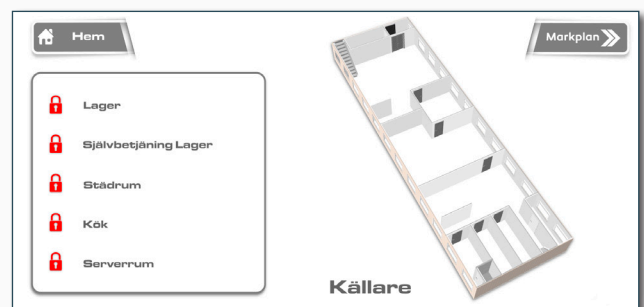 Hem
Markplan
Lager
Självbetjäning Lager
Städrum
Kök
Serverrum
Källare